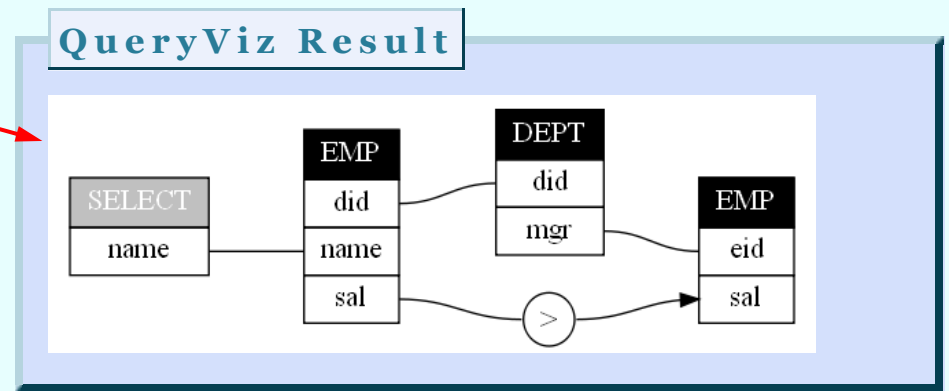 QueryViz Result
SELECT
name
EMP
did
name
sal
DEPT
did
mgr
>
EMP
eid
sal